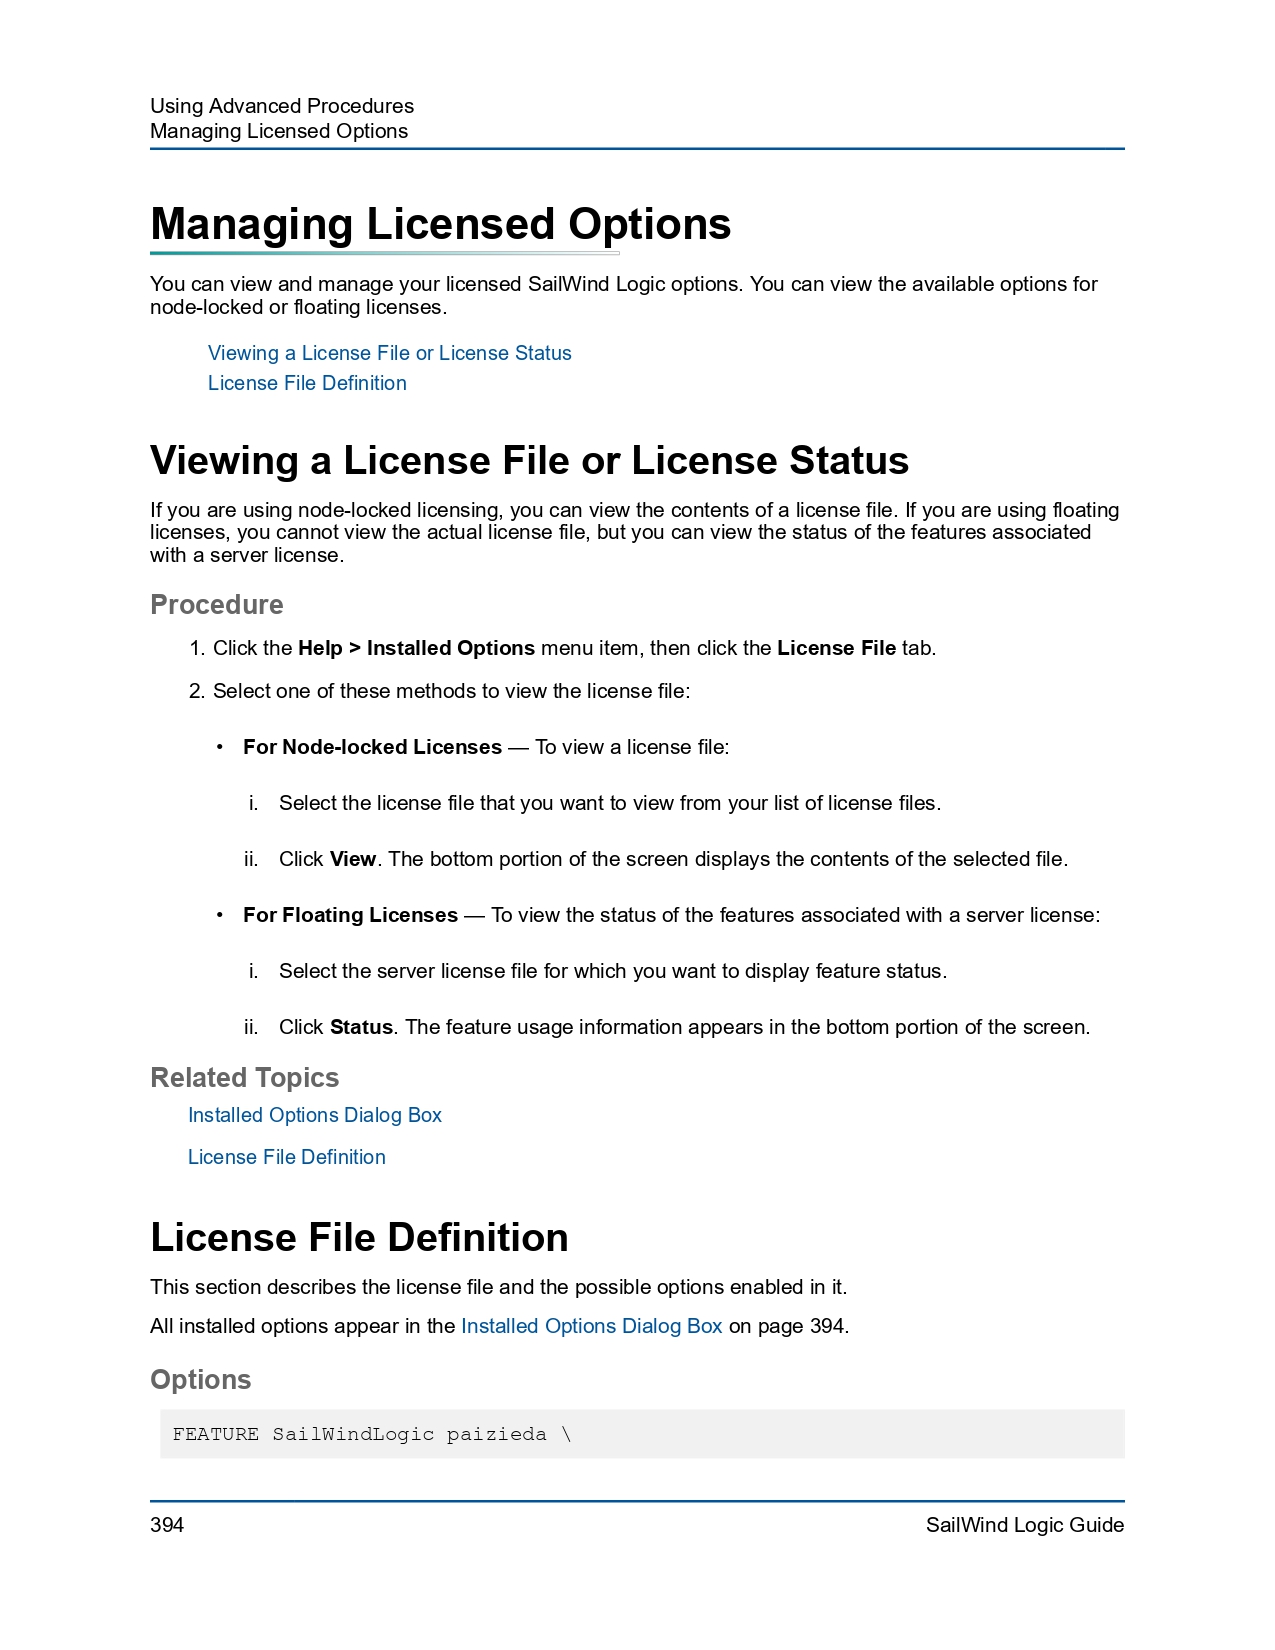 Using Advanced Procedures
Managing Licensed Options
Managing Licensed Options
You can view and manage your licensed SailWind Logic options. You can view the available options for
node-locked or floating licenses.
Viewing a License File or License Status
License File Definition
Viewing a License File or License Status
If you are using node-locked licensing, you can view the contents of a license file. If you are using floating
licenses, you cannot view the actual license file, but you can view the status of the features associated
with a server license.
Procedure
1. Click the Help > Installed Options menu item, then click the License File tab.
2. Select one of these methods to view the license file:
• For Node-locked Licenses — To view a license file:
i. Select the license file that you want to view from your list of license files.
ii. Click View. The bottom portion of the screen displays the contents of the selected file.
• For Floating Licenses — To view the status of the features associated with a server license:
i. Select the server license file for which you want to display feature status.
ii. Click Status. The feature usage information appears in the bottom portion of the screen.
Related Topics
Installed Options Dialog Box
License File Definition
License File Definition
This section describes the license file and the possible options enabled in it.
All installed options appear in the Installed Options Dialog Box on page 394.
Options
FEATURE SailWindLogic paizieda \
394 SailWind Logic Guide